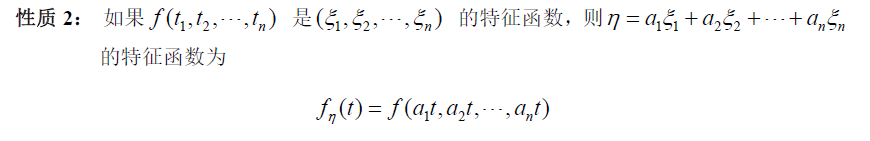 性质 2： 如果 f(t₁,t₂,⋯,tₙ) 是(ξ₁,ξ₂,⋯,ξₙ) 的特征函数，则η = a₁ξ₁ + a₂ξ₂ + ⋯ + aₙξₙ
的特征函数为
f_η(t) = f(a₁t,a₂t,⋯,aₙt)